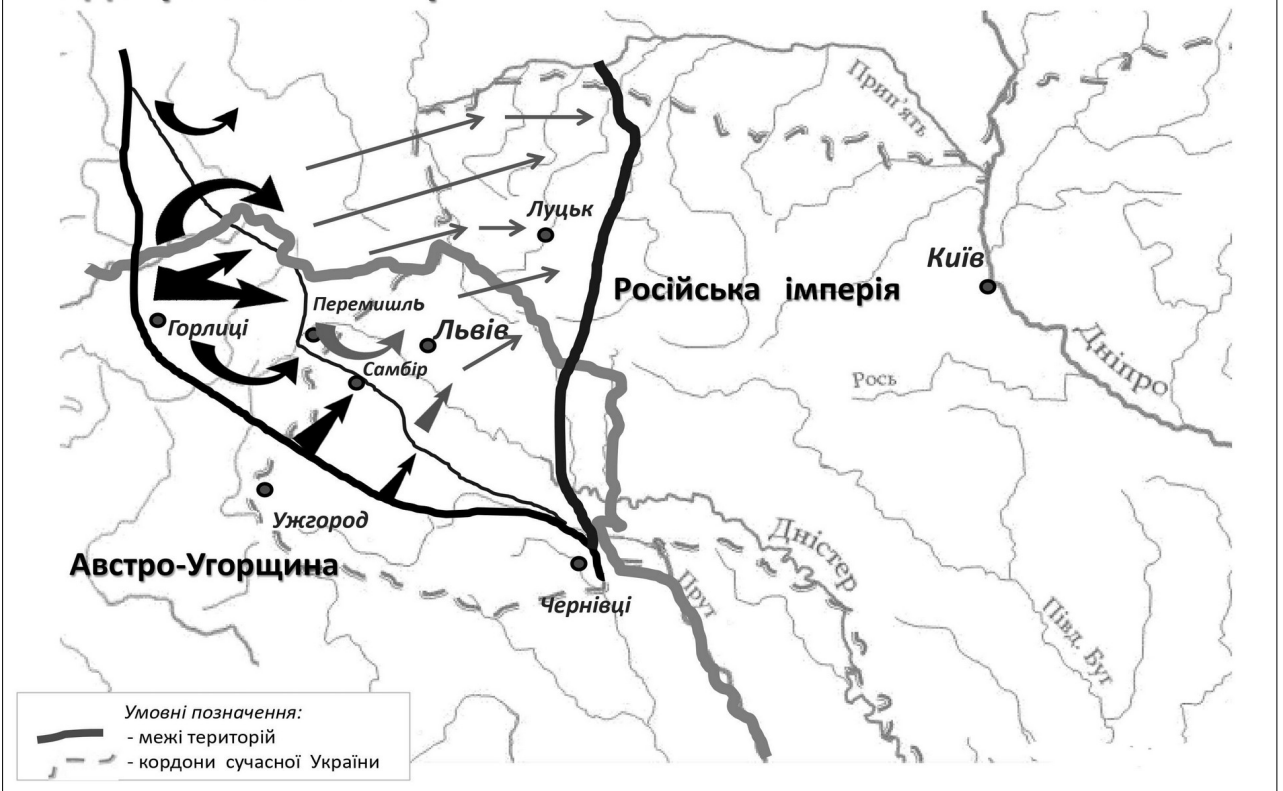 Прип'ять
Луцьк
Київ
Російська імперія
Перемишль
Горлиці
Львів
Самбір
Дніпро
Рось
Ужгород
Дністер
Австро-Угорщина
Прут
Чернівці
Півд. Буг
Умовні позначення:
- межі територій
- кордони сучасної України